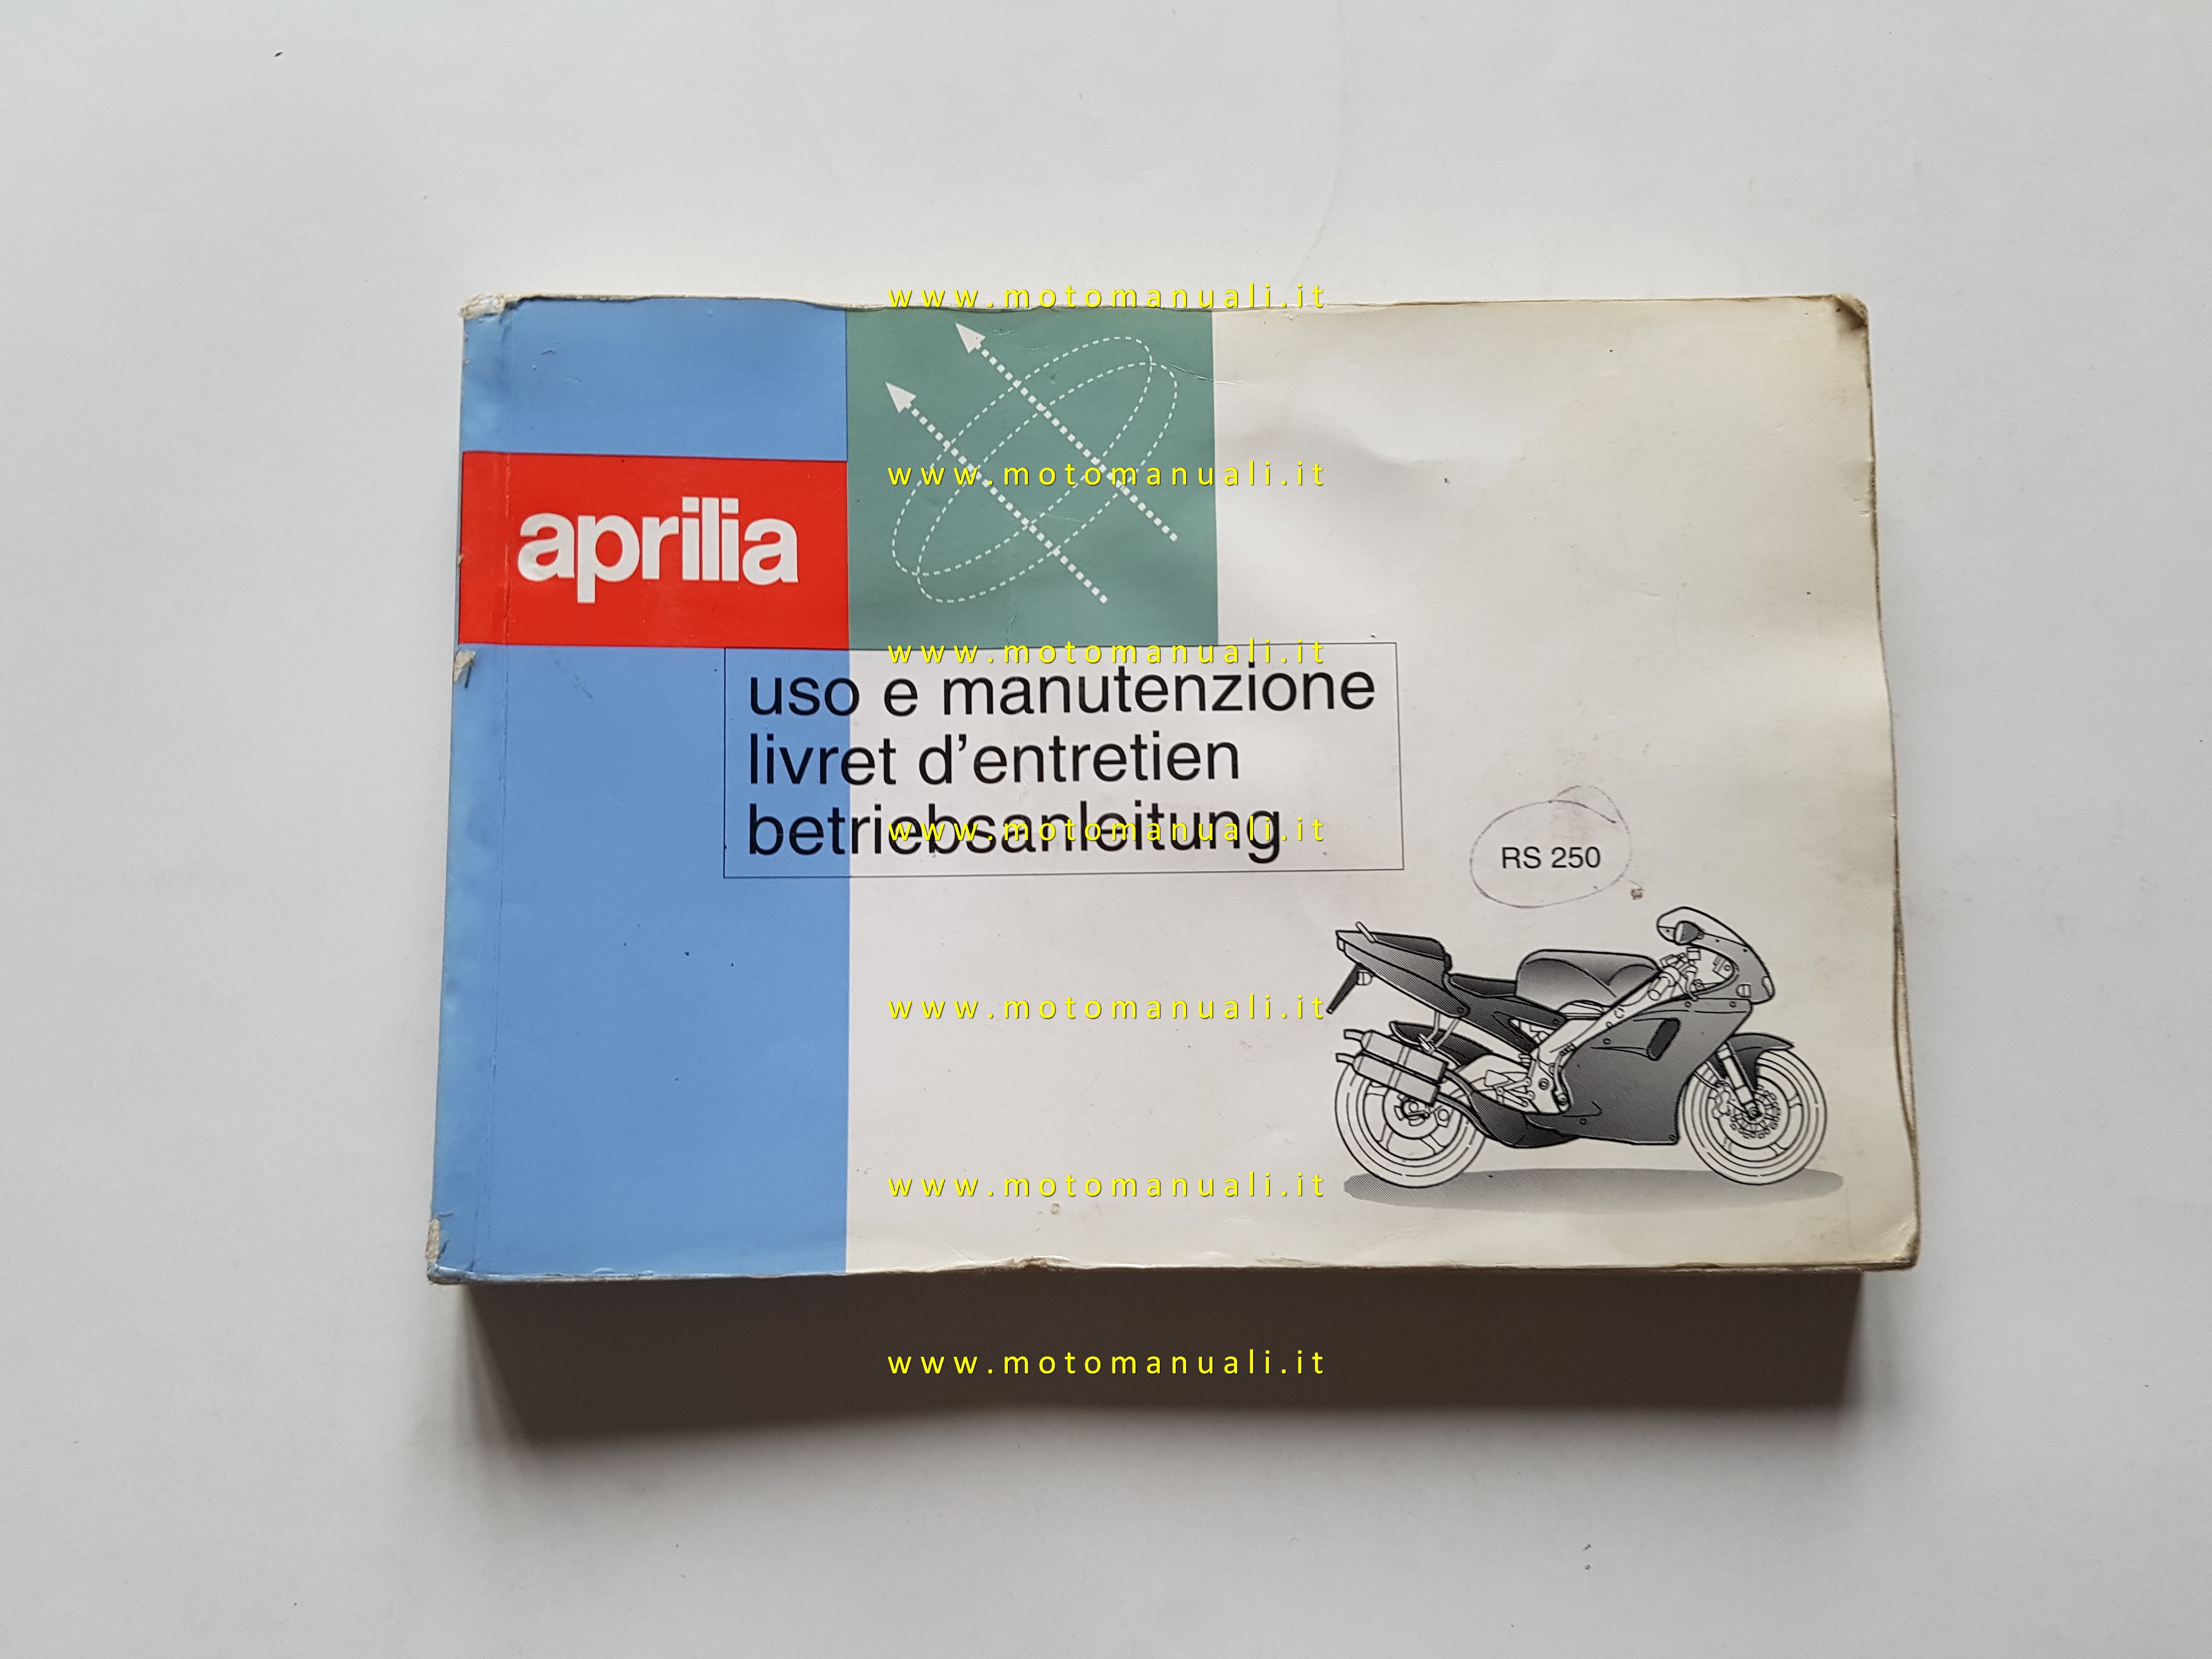 www.motomanuali.it
www.motomanuali.it
aprilia
www.motomanuali.it
uso e manutenzione
livret d'entretien
betriebsanleitung
www.motomanuali.it
RS 250
www.motomanuali.it
www.motomanuali.it
www.motomanuali.it